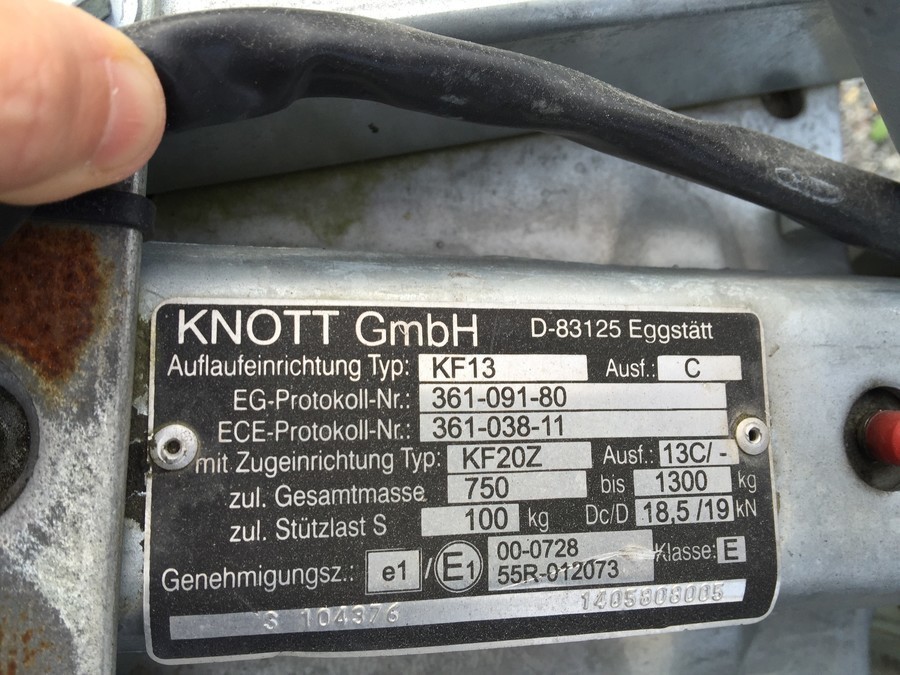 KNOTT GmbH D-83125 Eggstätt
Auflaufeinrichtung Typ: KF13 Ausf.: C
EG-Protokoll-Nr.: 361-091-80
ECE-Protokoll-Nr.: 361-038-11
mit Zugeinrichtung Typ: KF20Z Ausf.: 13C/-
zul. Gesamtmasse 750 bis 1300 kg
zul. Stützlast S 100 kg Dc/D 18,5/19 kN
Genehmigungsz.: e1 / E1 00-0728 Klasse: E
55R-012073
S 104376 1405808005